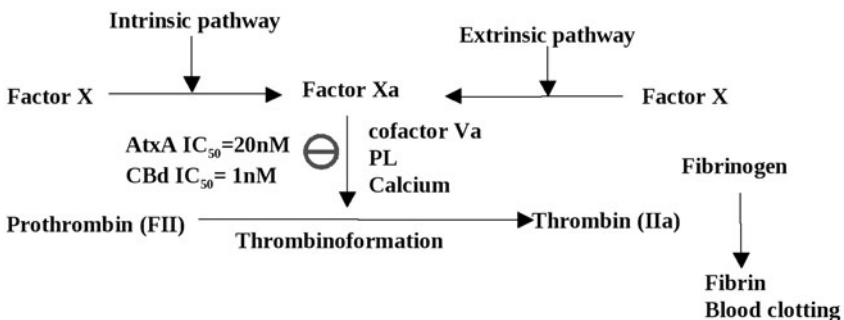 Intrinsic pathway
Extrinsic pathway
Factor X
Factor Xa
Factor X
AtxA IC₅₀=20nM
CBd IC₅₀= 1nM
cofactor Va
PL
Calcium
Fibrinogen
Prothrombin (FII)
Thrombin (IIa)
Thrombinoformation
Fibrin
Blood clotting